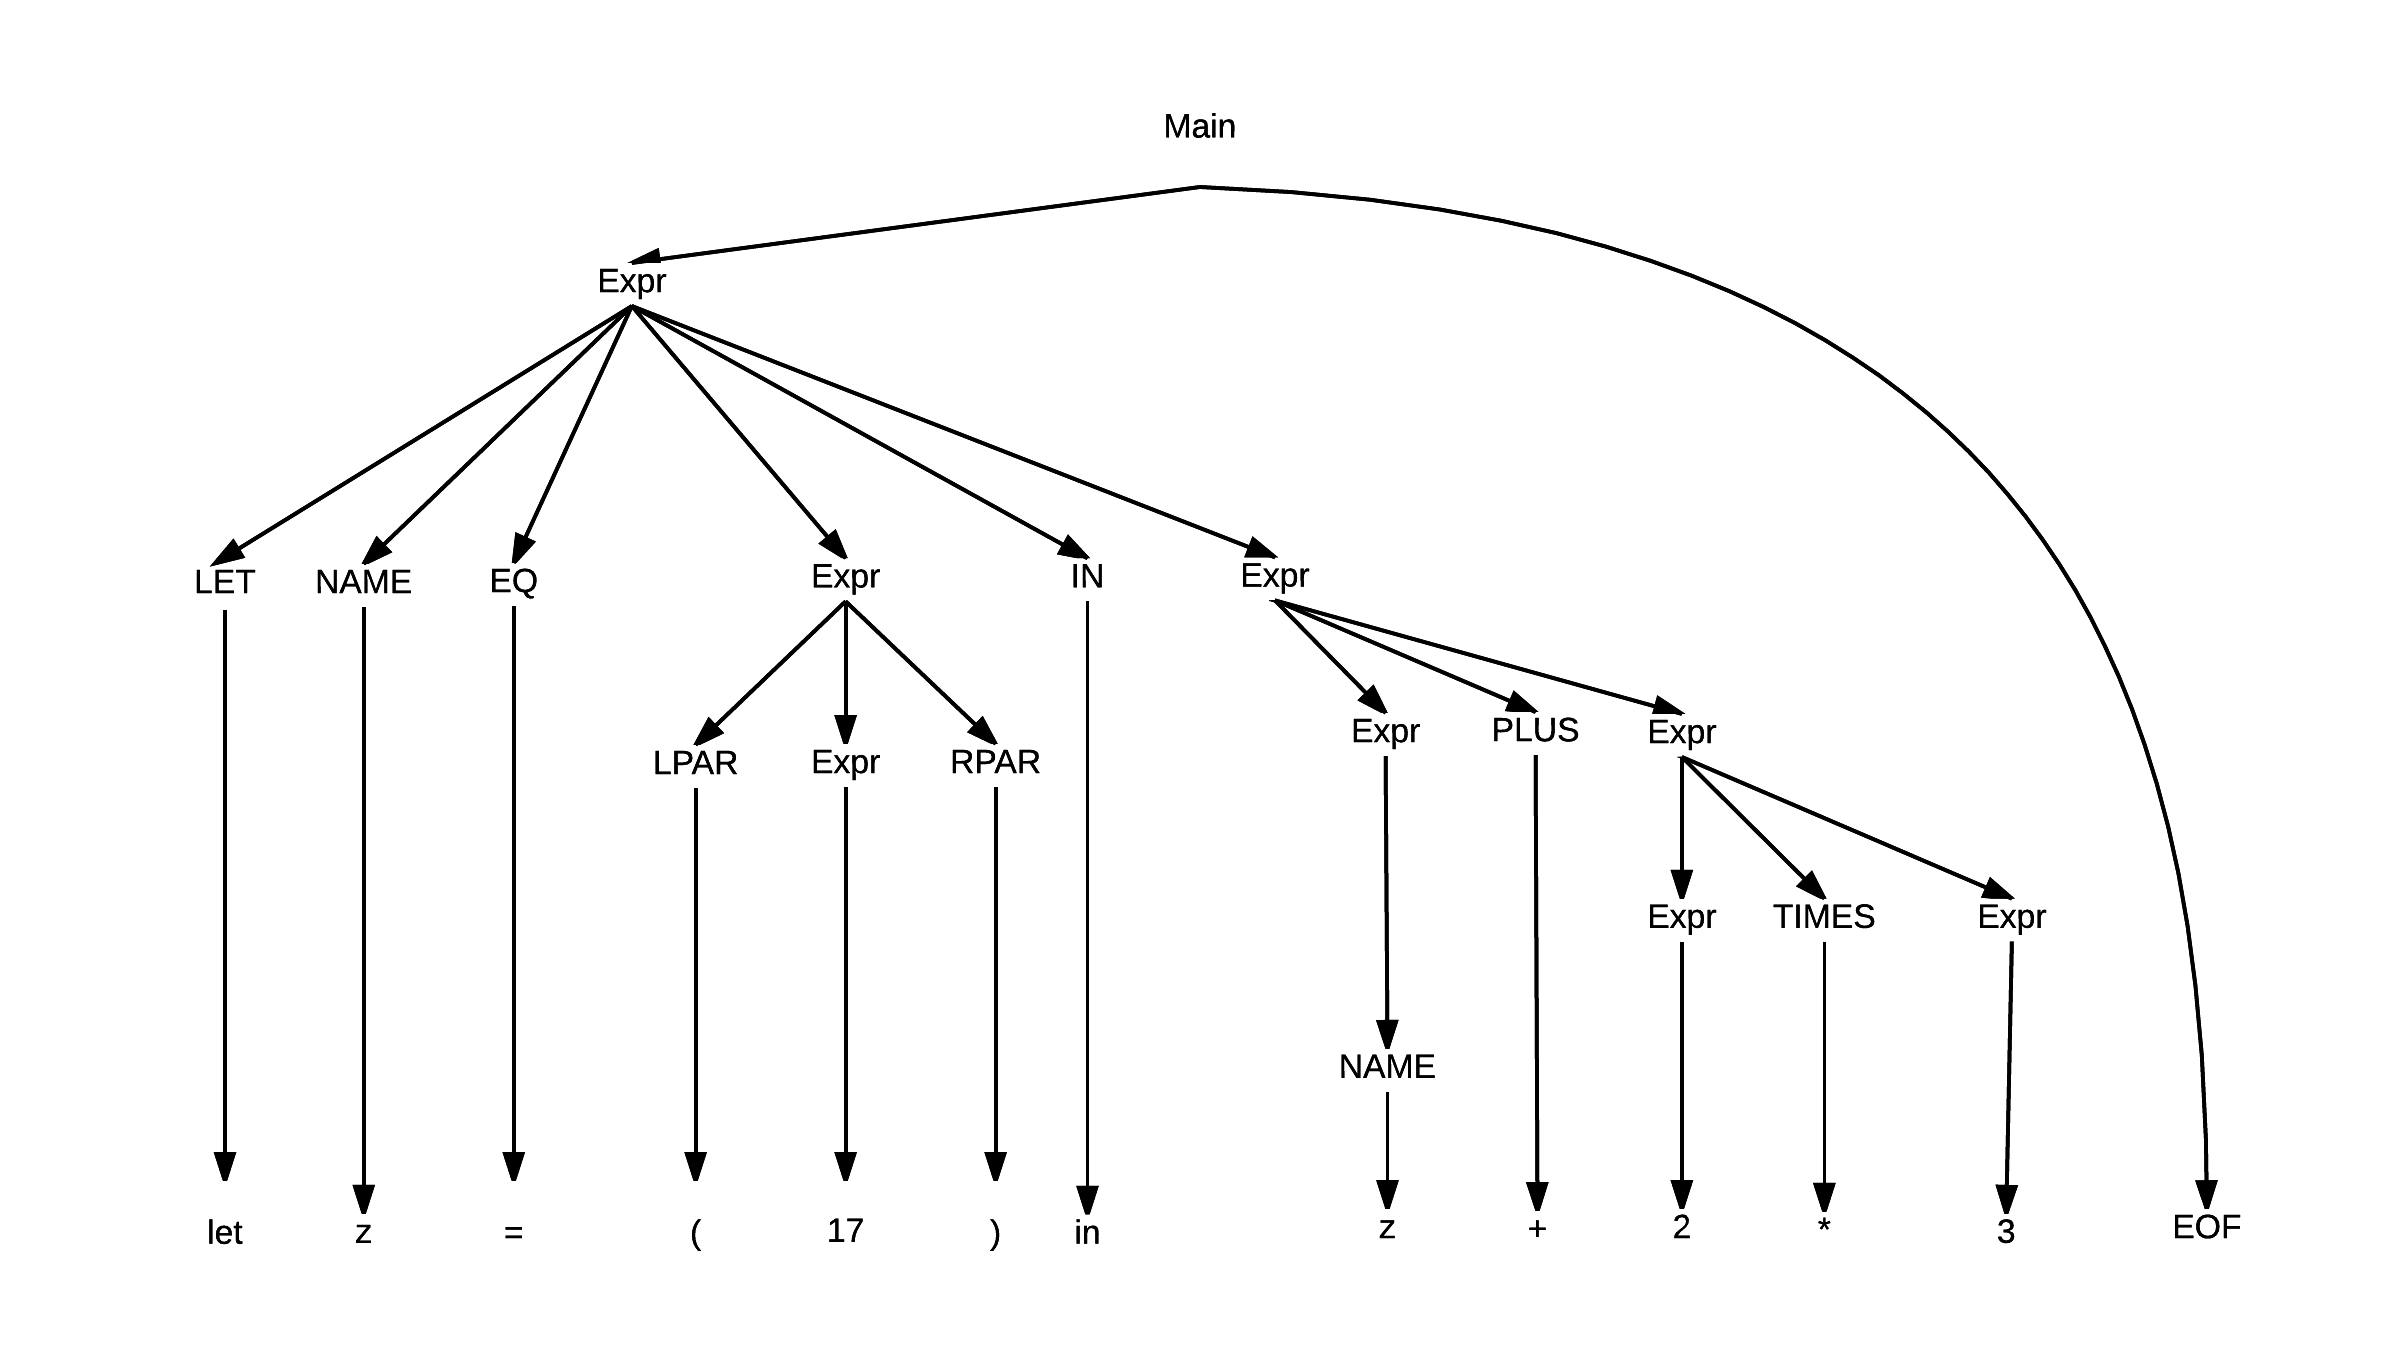 Main
Expr
LET NAME EQ Expr IN Expr
Expr PLUS Expr
LPAR Expr RPAR
Expr TIMES Expr
NAME
let z = ( 17 ) in z + 2 * 3 EOF